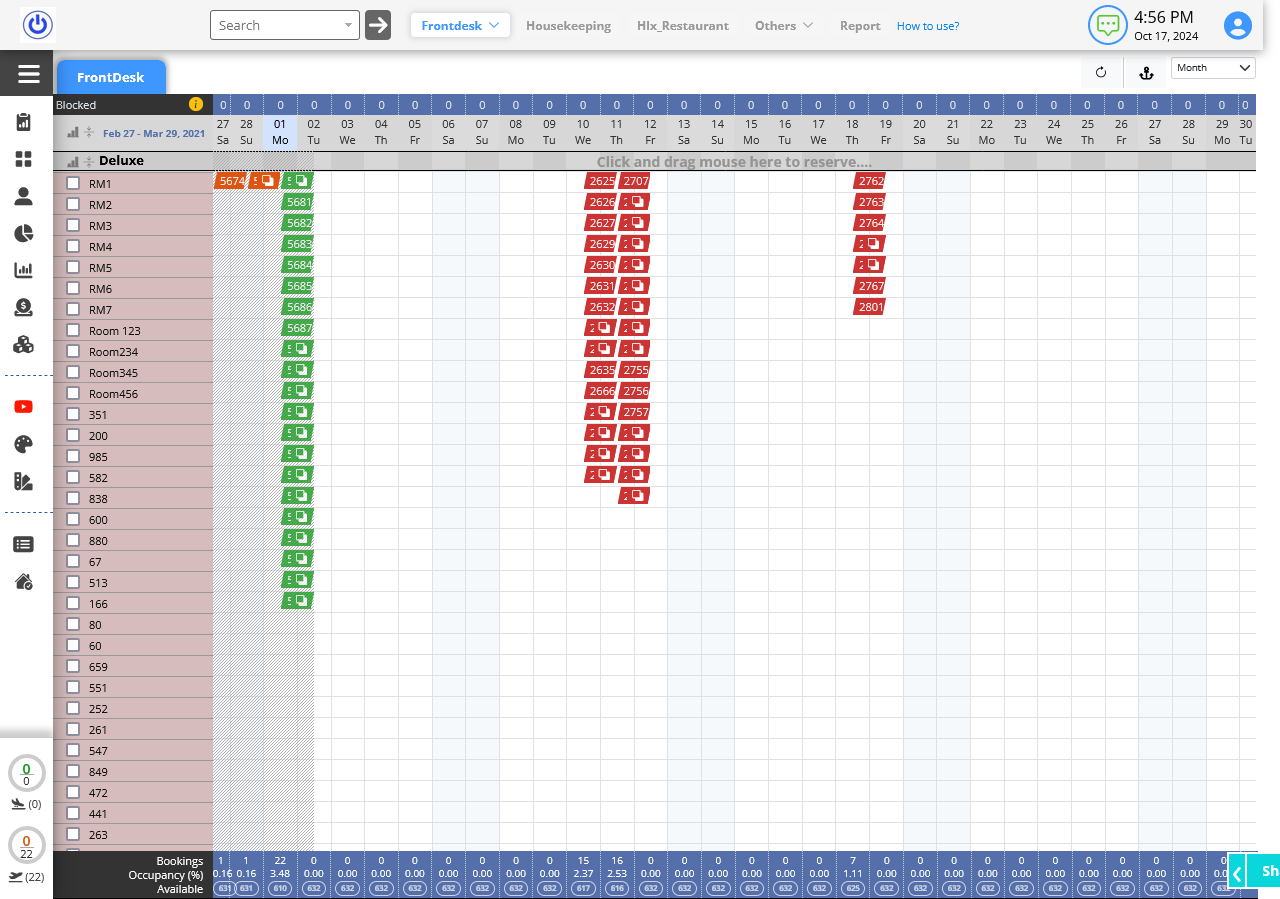 Search
Frontdesk
Housekeeping
Hlx_Restaurant
Others
Report
How to use?
4:56 PM
Oct 17, 2024
FrontDesk
Month
Blocked i 0 0 0 0 0 0 0 0 0 0 0 0 0 0 0 0 0 0 0 0 0 0 0 0 0 0 0 0 0 0 0 0
Feb 27 - Mar 29, 2021
27 28 01 02 03 04 05 06 07 08 09 10 11 12 13 14 15 16 17 18 19 20 21 22 23 24 25 26 27 28 29 30
Sa Su Mo Tu We Th Fr Sa Su Mo Tu We Th Fr Sa Su Mo Tu We Th Fr Sa Su Mo Tu We Th Fr Sa Su Mo Tu
Deluxe Click and drag mouse here to reserve....
RM1 5674 2625 2707 2762
RM2 5681 2626 2763
RM3 5682 2627 2764
RM4 5683 2629
RM5 5684 2630
RM6 5685 2631 2767
RM7 5686 2632 2801
Room 123 5687
Room234
Room345 2635 2755
Room456 2666 2756
351 2757
200
985
582
838
600
880
67
513
166
80
60
659
551
252
261
547
849
472
441
263
0
0
(0)
0
22
(22)
Bookings 1 1 22 0 0 0 0 0 0 0 0 15 16 0 0 0 0 0 7 0 0 0 0 0 0 0 0 0 0 0
Occupancy (%) 0.16 0.16 3.48 0.00 0.00 0.00 0.00 0.00 0.00 0.00 0.00 2.37 2.53 0.00 0.00 0.00 0.00 0.00 1.11 0.00 0.00 0.00 0.00 0.00 0.00 0.00 0.00 0.00 0.00 0.00
Available 631 631 610 632 632 632 632 632 632 632 632 617 616 632 632 632 632 632 625 632 632 632 632 632 632 632 632 632 632 632
Sh